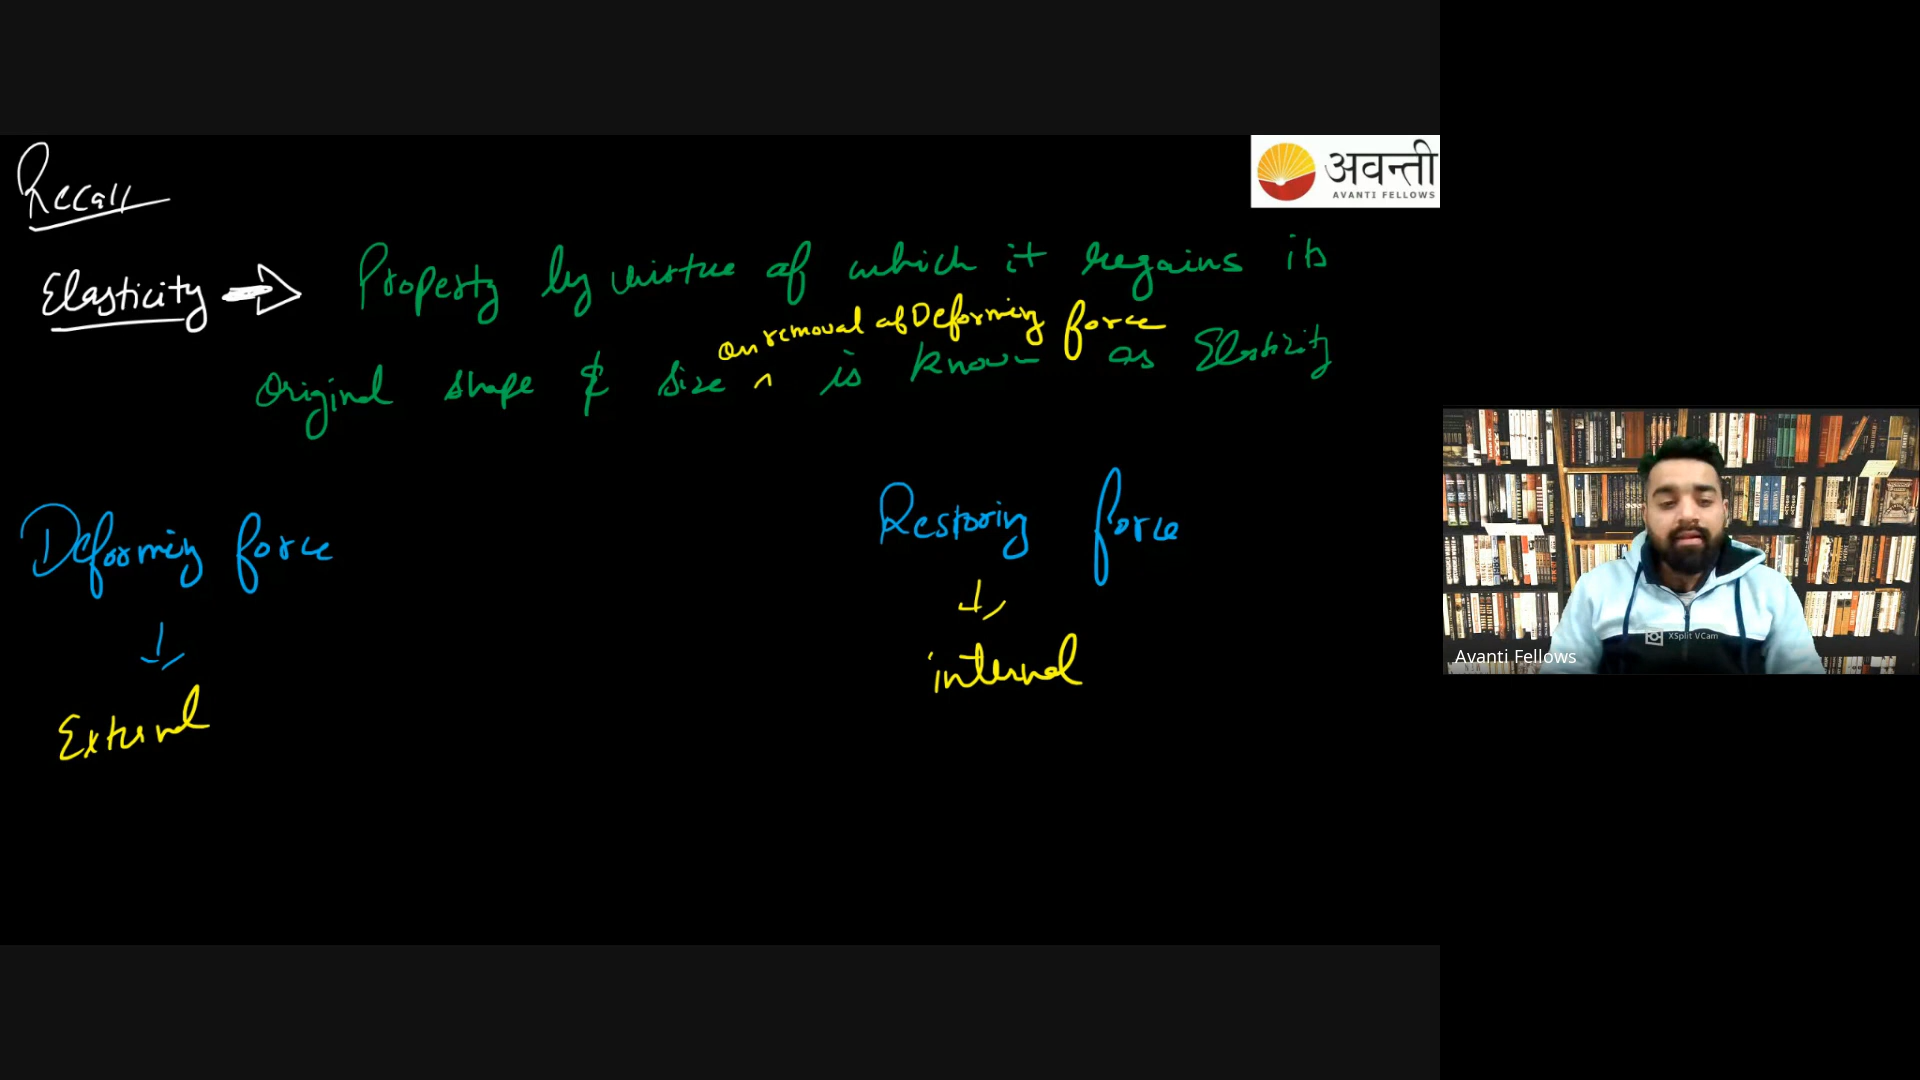 Recall
अवन्ती
AVANTI FELLOWS
Elasticity ⇒ Property by virtue of which it regains its
on removal of Deforming force
Original shape & size ^ is known as Elasticity
Deforming force
Restoring force
↓
↓
External
internal
XSplit VCam
Avanti Fellows